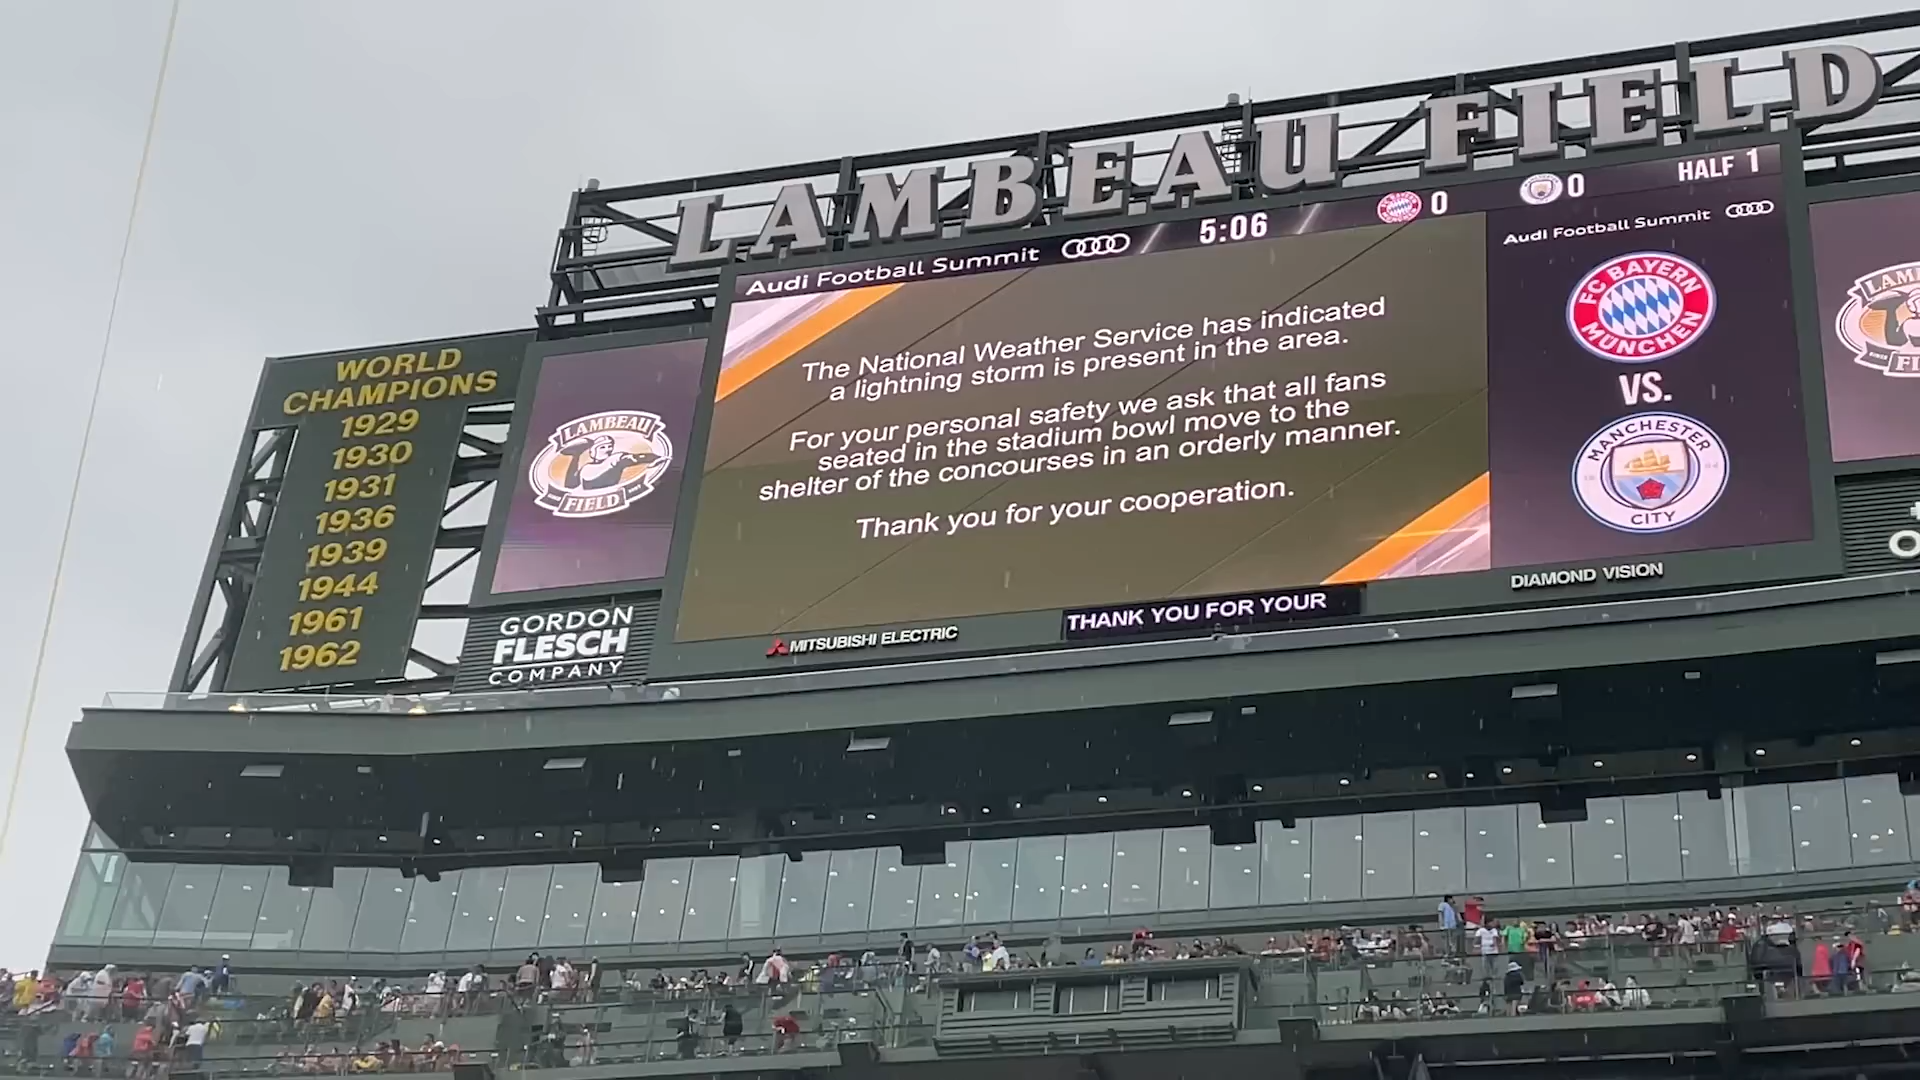 LAMBEAU FIELD
Audi Football Summit
5:06
0
0
HALF 1
WORLD
CHAMPIONS
1929
1930
1931
1936
1939
1944
1961
1962
LAMBEAU
FIELD
The National Weather Service has indicated
a lightning storm is present in the area.
For your personal safety we ask that all fans
seated in the stadium bowl move to the
shelter of the concourses in an orderly manner.
Thank you for your cooperation.
Audi Football Summit
FC BAYERN
MÜNCHEN
VS.
MANCHESTER
CITY
GORDON
FLESCH
COMPANY
MITSUBISHI ELECTRIC
THANK YOU FOR YOUR
DIAMOND VISION